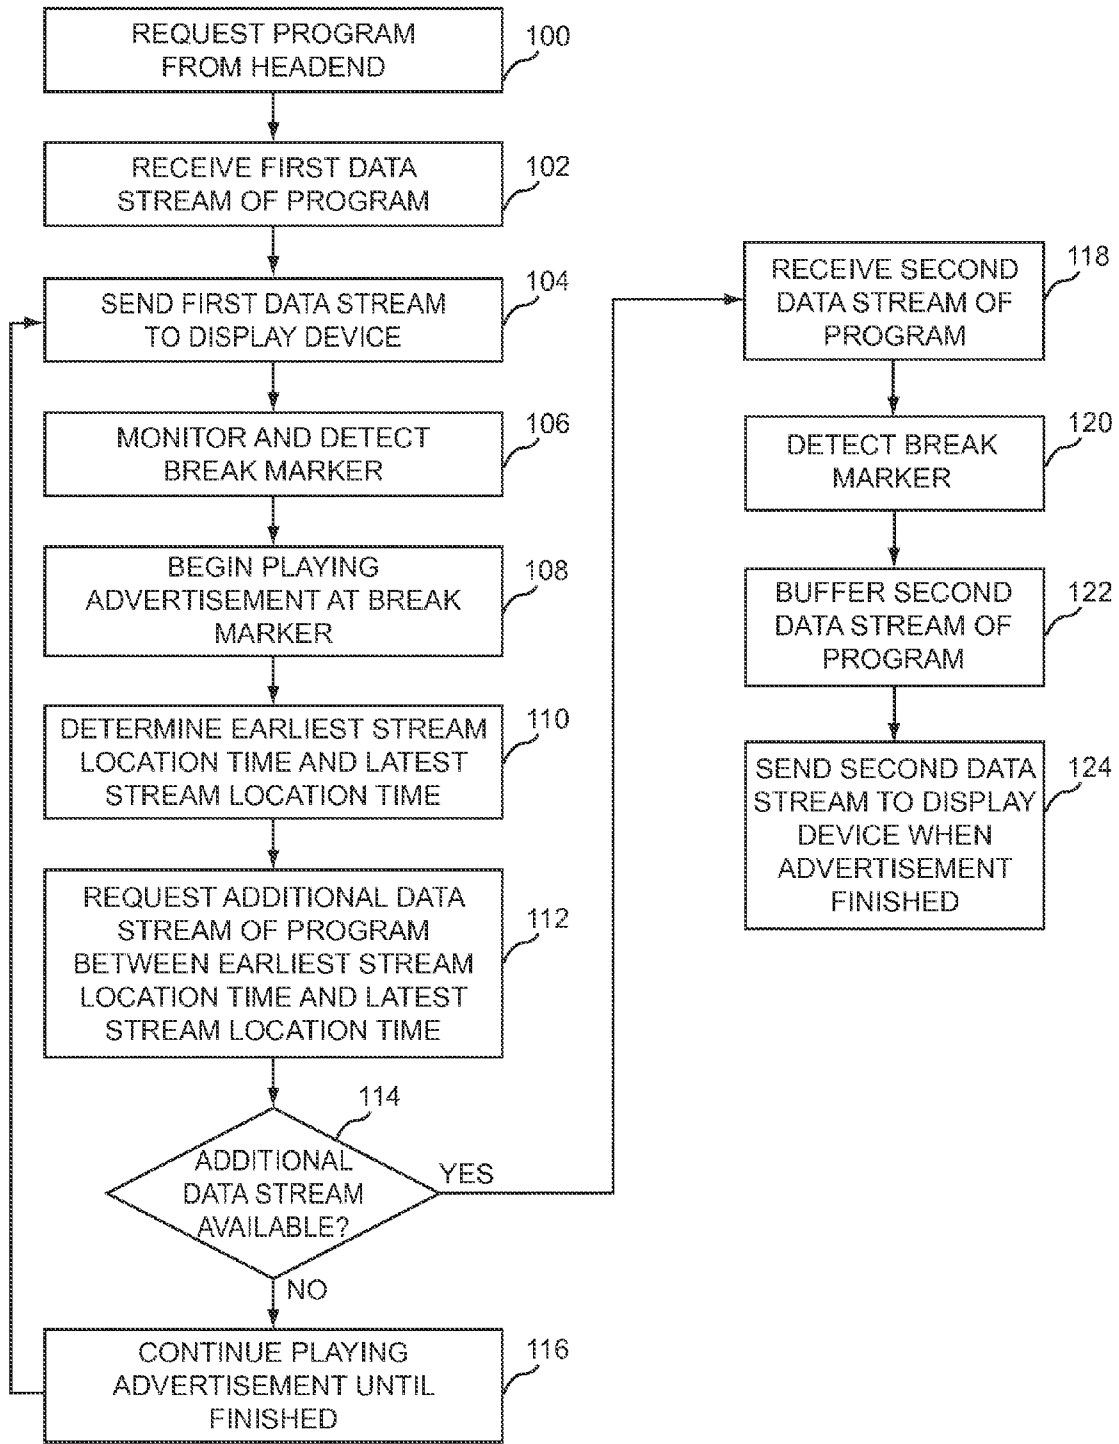 REQUEST PROGRAM
FROM HEADEND
100
RECEIVE FIRST DATA
STREAM OF PROGRAM
102
SEND FIRST DATA STREAM
TO DISPLAY DEVICE
104
MONITOR AND DETECT
BREAK MARKER
106
BEGIN PLAYING
ADVERTISEMENT AT BREAK
MARKER
108
DETERMINE EARLIEST STREAM
LOCATION TIME AND LATEST
STREAM LOCATION TIME
110
REQUEST ADDITIONAL DATA
STREAM OF PROGRAM
BETWEEN EARLIEST STREAM
LOCATION TIME AND LATEST
STREAM LOCATION TIME
112
114
ADDITIONAL
DATA STREAM
AVAILABLE?
YES
NO
CONTINUE PLAYING
ADVERTISEMENT UNTIL
FINISHED
116
RECEIVE SECOND
DATA STREAM OF
PROGRAM
118
DETECT BREAK
MARKER
120
BUFFER SECOND
DATA STREAM OF
PROGRAM
122
SEND SECOND DATA
STREAM TO DISPLAY
DEVICE WHEN
ADVERTISEMENT
FINISHED
124